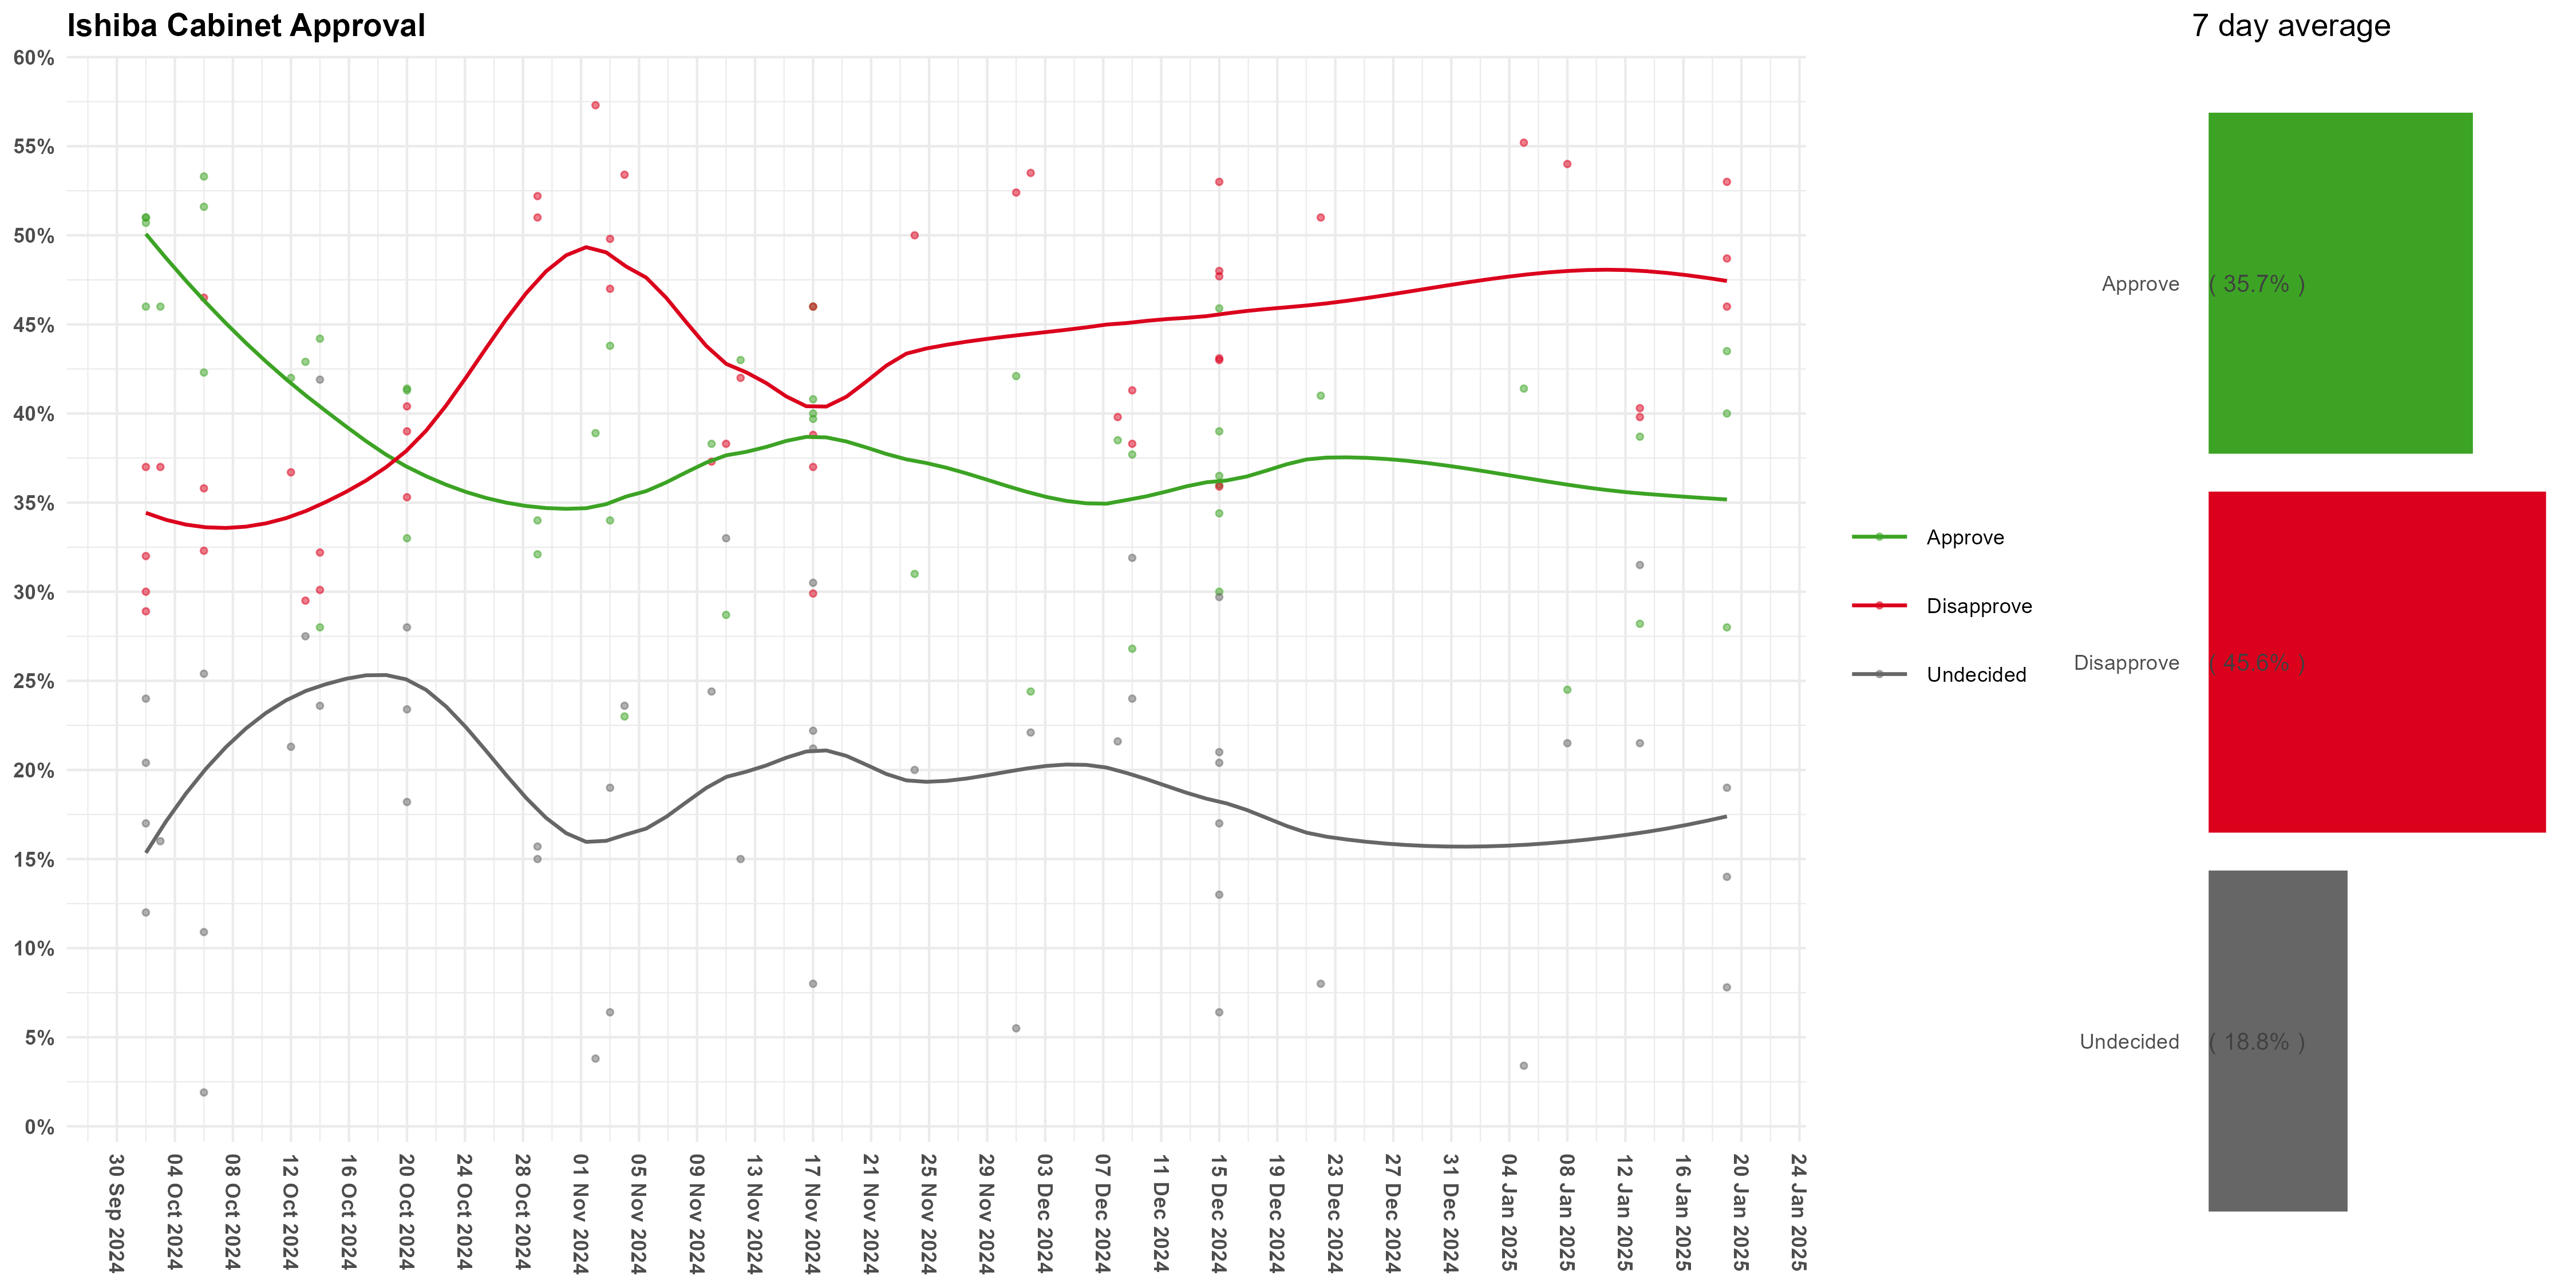 Ishiba Cabinet Approval
60%
55%
50%
45%
40%
35%
30%
25%
20%
15%
10%
5%
0%
30 Sep 2024
04 Oct 2024
08 Oct 2024
12 Oct 2024
16 Oct 2024
20 Oct 2024
24 Oct 2024
28 Oct 2024
01 Nov 2024
05 Nov 2024
09 Nov 2024
13 Nov 2024
17 Nov 2024
21 Nov 2024
25 Nov 2024
29 Nov 2024
03 Dec 2024
07 Dec 2024
11 Dec 2024
15 Dec 2024
19 Dec 2024
23 Dec 2024
27 Dec 2024
31 Dec 2024
04 Jan 2025
08 Jan 2025
12 Jan 2025
16 Jan 2025
20 Jan 2025
24 Jan 2025
Approve
Disapprove
Undecided
7 day average
Approve ( 35.7% )
Disapprove ( 45.6% )
Undecided ( 18.8% )